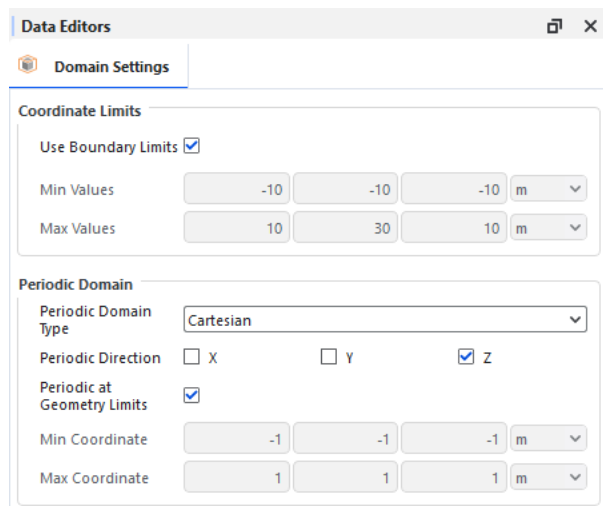 Data Editors
Domain Settings
Coordinate Limits
Use Boundary Limits
Min Values -10 -10 -10 m
Max Values 10 30 10 m
Periodic Domain
Periodic Domain
Type
Cartesian
Periodic Direction X Y Z
Periodic at
Geometry Limits
Min Coordinate -1 -1 -1 m
Max Coordinate 1 1 1 m